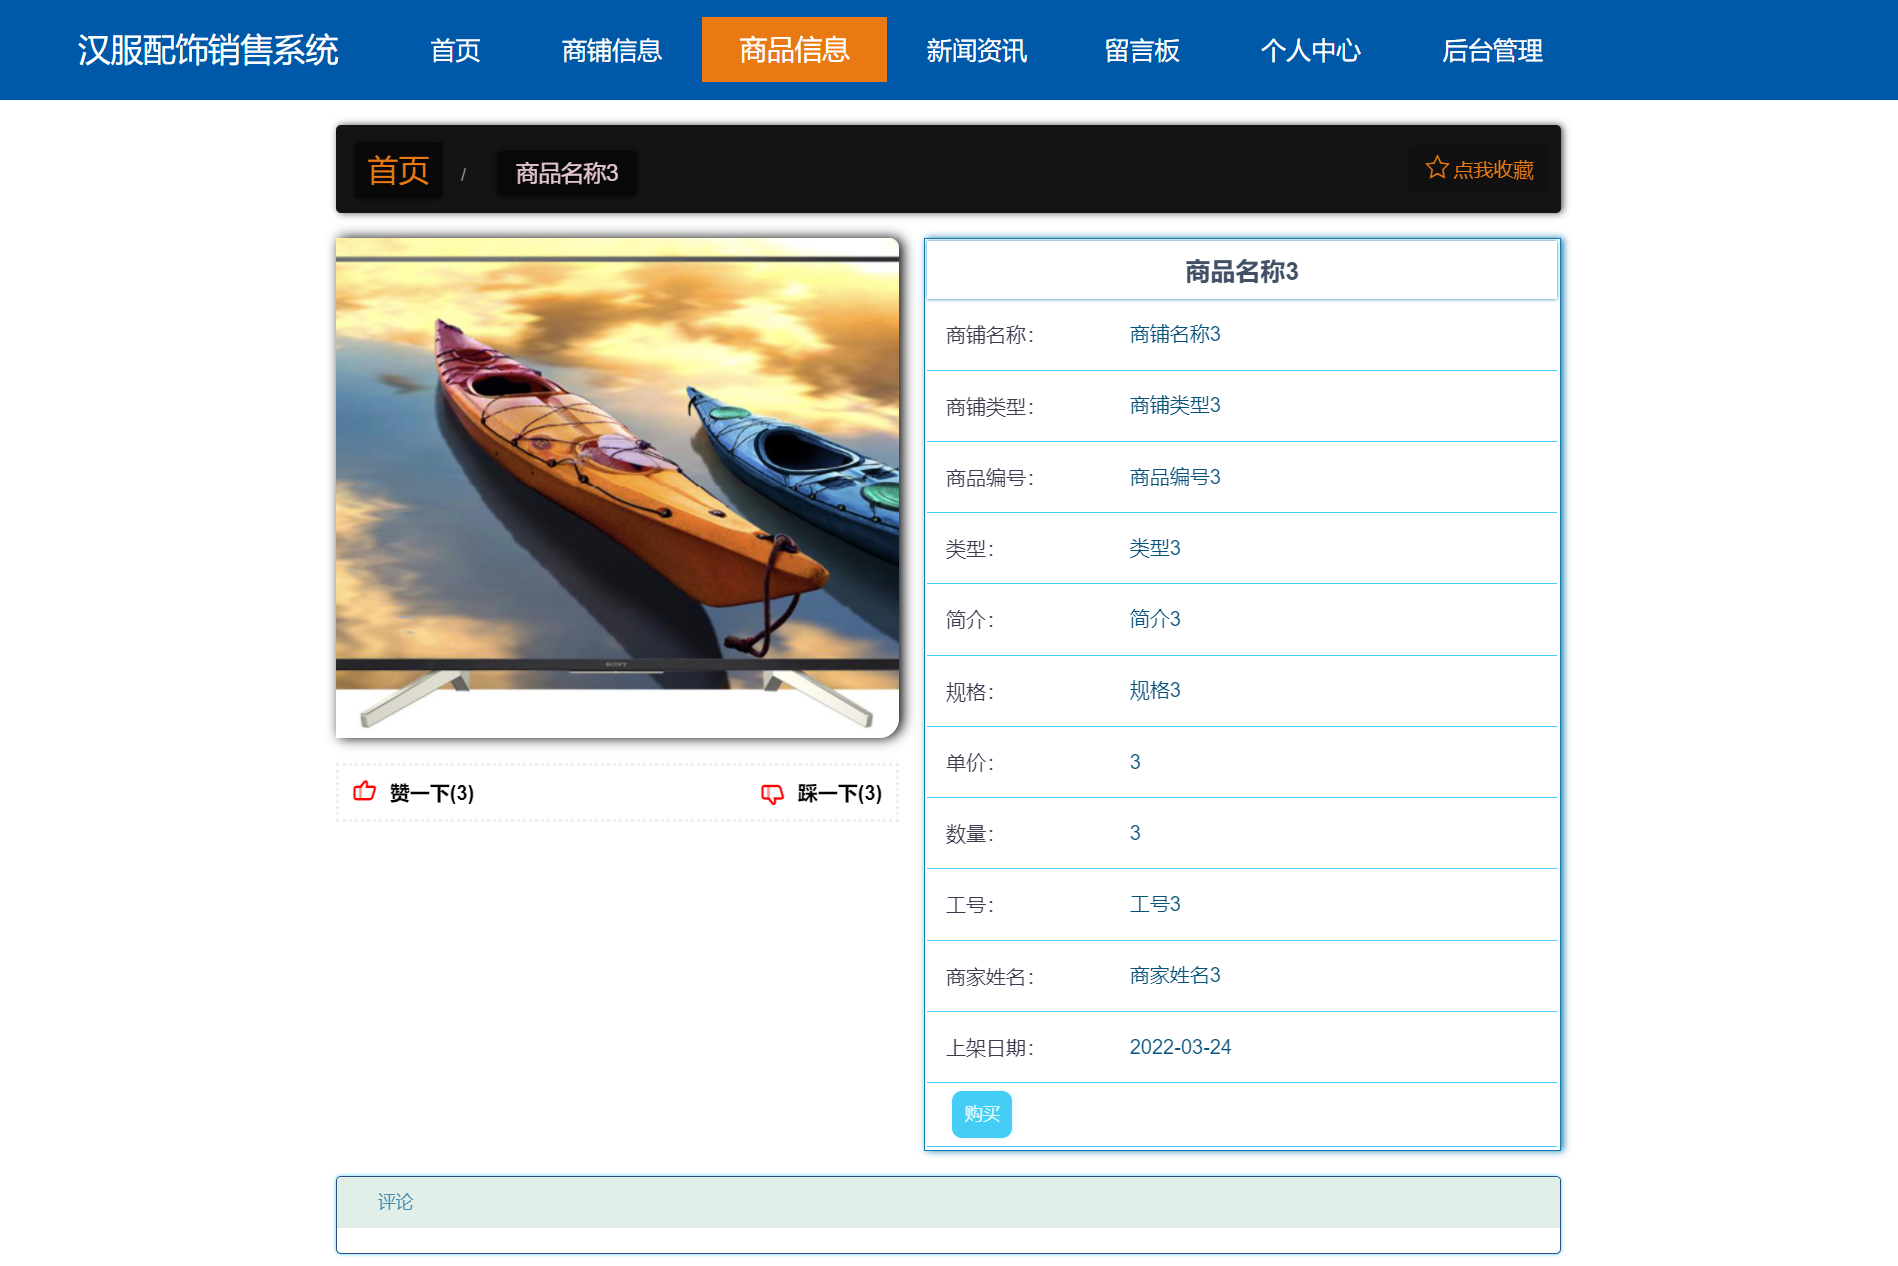 汉服配饰销售系统 首页 商铺信息 商品信息 新闻资讯 留言板 个人中心 后台管理
首页 / 商品名称3 点我收藏
SONY
赞一下(3) 踩一下(3)
商品名称3
商铺名称： 商铺名称3
商铺类型： 商铺类型3
商品编号： 商品编号3
类型： 类型3
简介： 简介3
规格： 规格3
单价： 3
数量： 3
工号： 工号3
商家姓名： 商家姓名3
上架日期： 2022-03-24
购买
评论